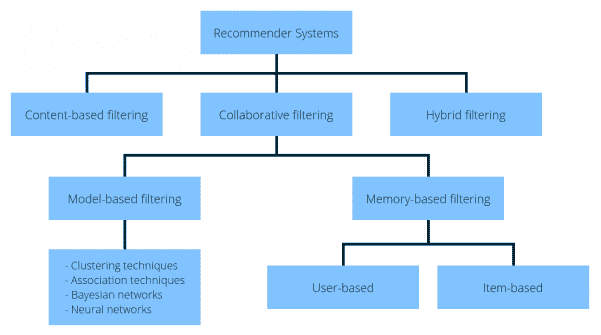 Recommender Systems
Content-based filtering
Collaborative filtering
Hybrid filtering
Model-based filtering
Memory-based filtering
- Clustering techniques
- Association techniques
- Bayesian networks
- Neural networks
User-based
Item-based